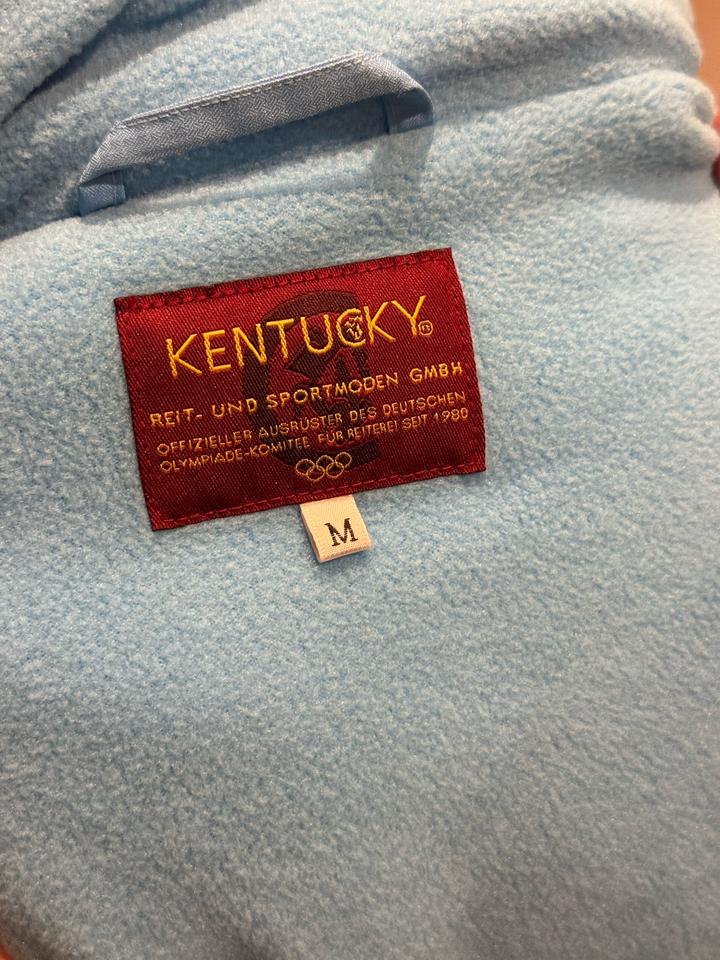 KENTUCKY®
REIT- UND SPORTMODEN GMBH
OFFIZIELLER AUSRÜSTER DES DEUTSCHEN
OLYMPIADE-KOMITEE FÜR REITEREI SEIT 1980
M